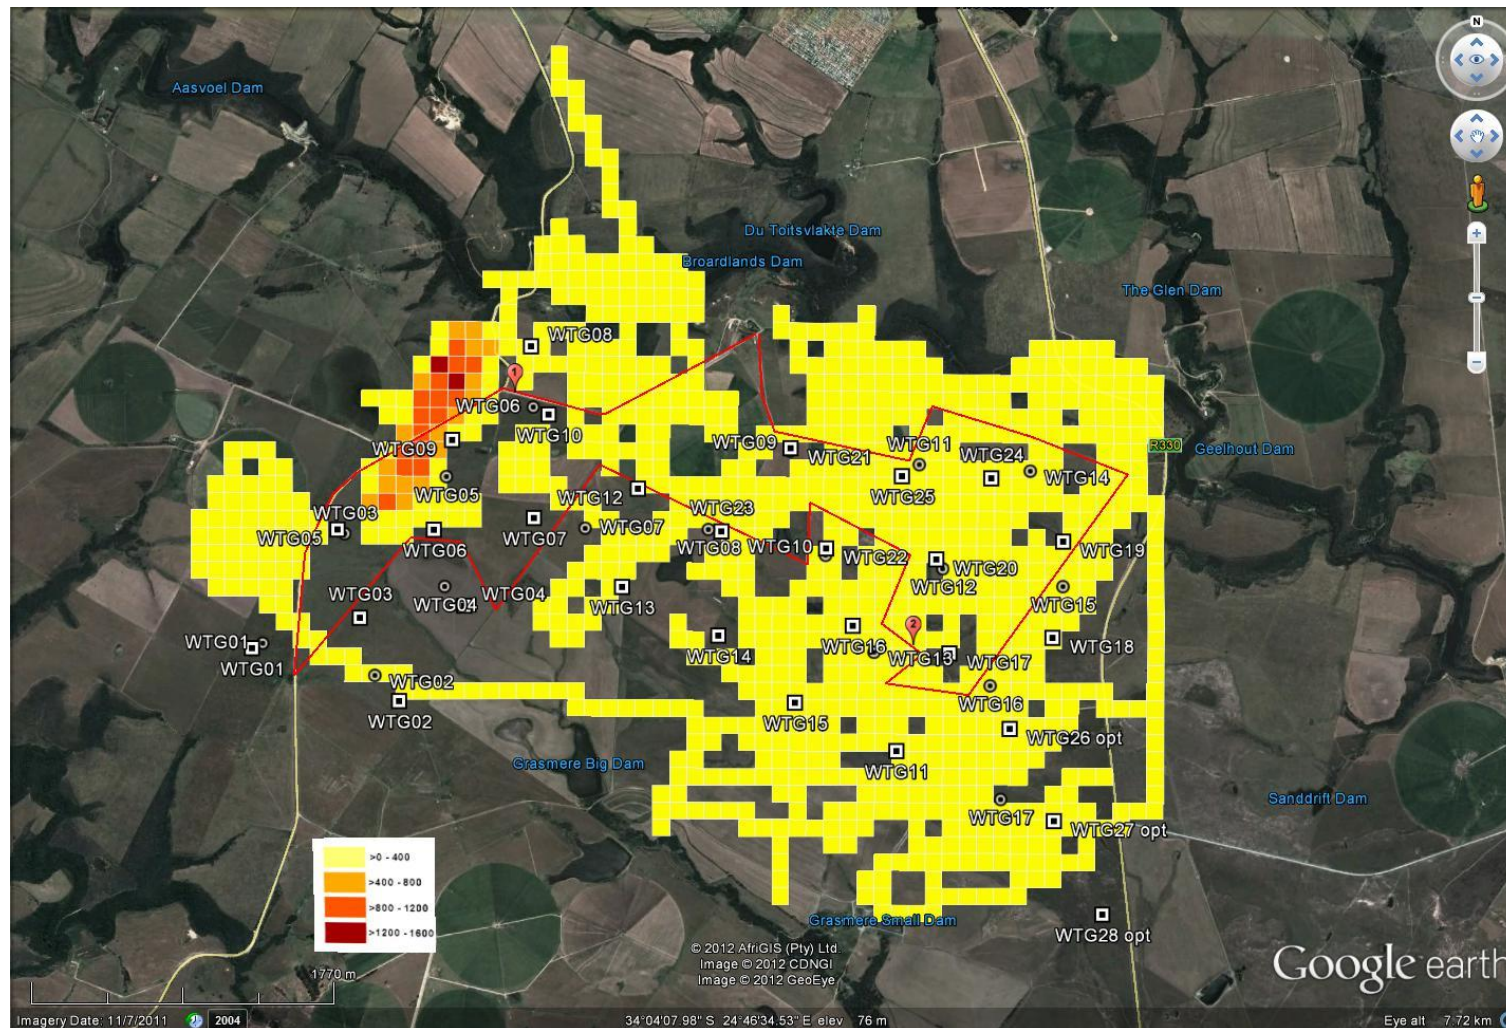 N
Aasvoel Dam
Du Toitsvlakte Dam
Broardlands Dam
The Glen Dam
WTG08
1
WTG06
WTG10
WTG09
WTG09
WTG21
WTG11
WTG24
R330
Geelhout Dam
WTG05
WTG12
WTG25
WTG14
WTG03
WTG05
WTG06
WTG07
WTG07
WTG23
WTG08
WTG10
WTG22
WTG19
WTG20
WTG12
WTG03
WTG04
WTG04
WTG13
WTG15
2
WTG01
WTG01
WTG14
WTG16
WTG13
WTG17
WTG18
WTG02
WTG02
WTG15
WTG16
WTG26 opt
Grasmere Big Dam
WTG11
Sanddrift Dam
WTG17
WTG27 opt
>0 - 400
>400 - 800
>800 - 1200
>1200 - 1600
Grasmere Small Dam
WTG28 opt
© 2012 AfriGIS (Pty) Ltd
Image © 2012 CDNGI
Image © 2012 GeoEye
Google earth
1770 m
Imagery Date: 11/7/2011
2004
34°04'07.98" S 24°46'34.53" E elev 76 m
Eye alt 7.72 km